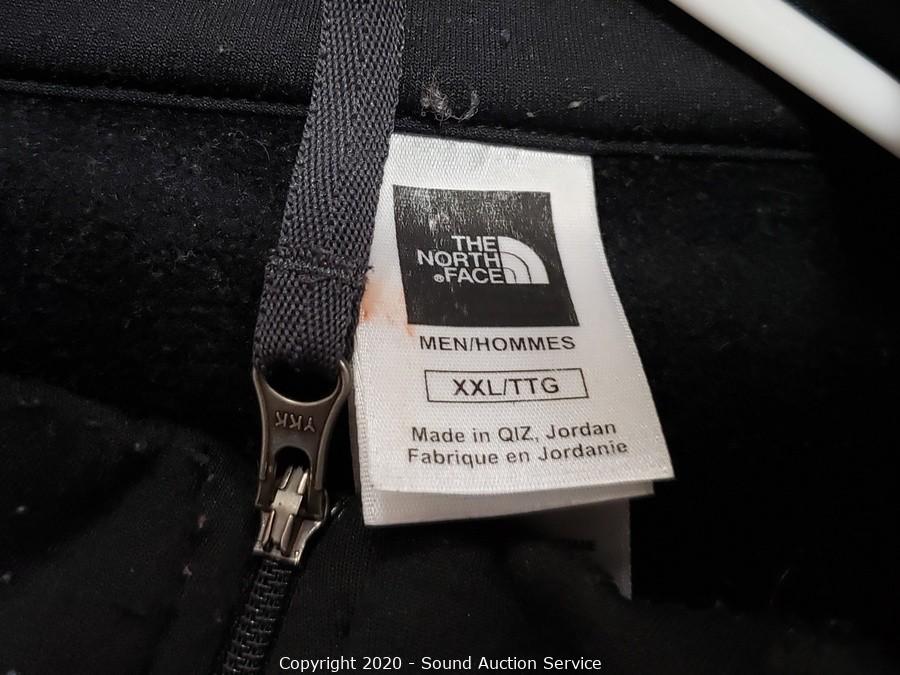 THE
NORTH
®FACE
MEN/HOMMES
XXL/TTG
Made in QIZ, Jordan
Fabrique en Jordanie
YKK
Copyright 2020 - Sound Auction Service